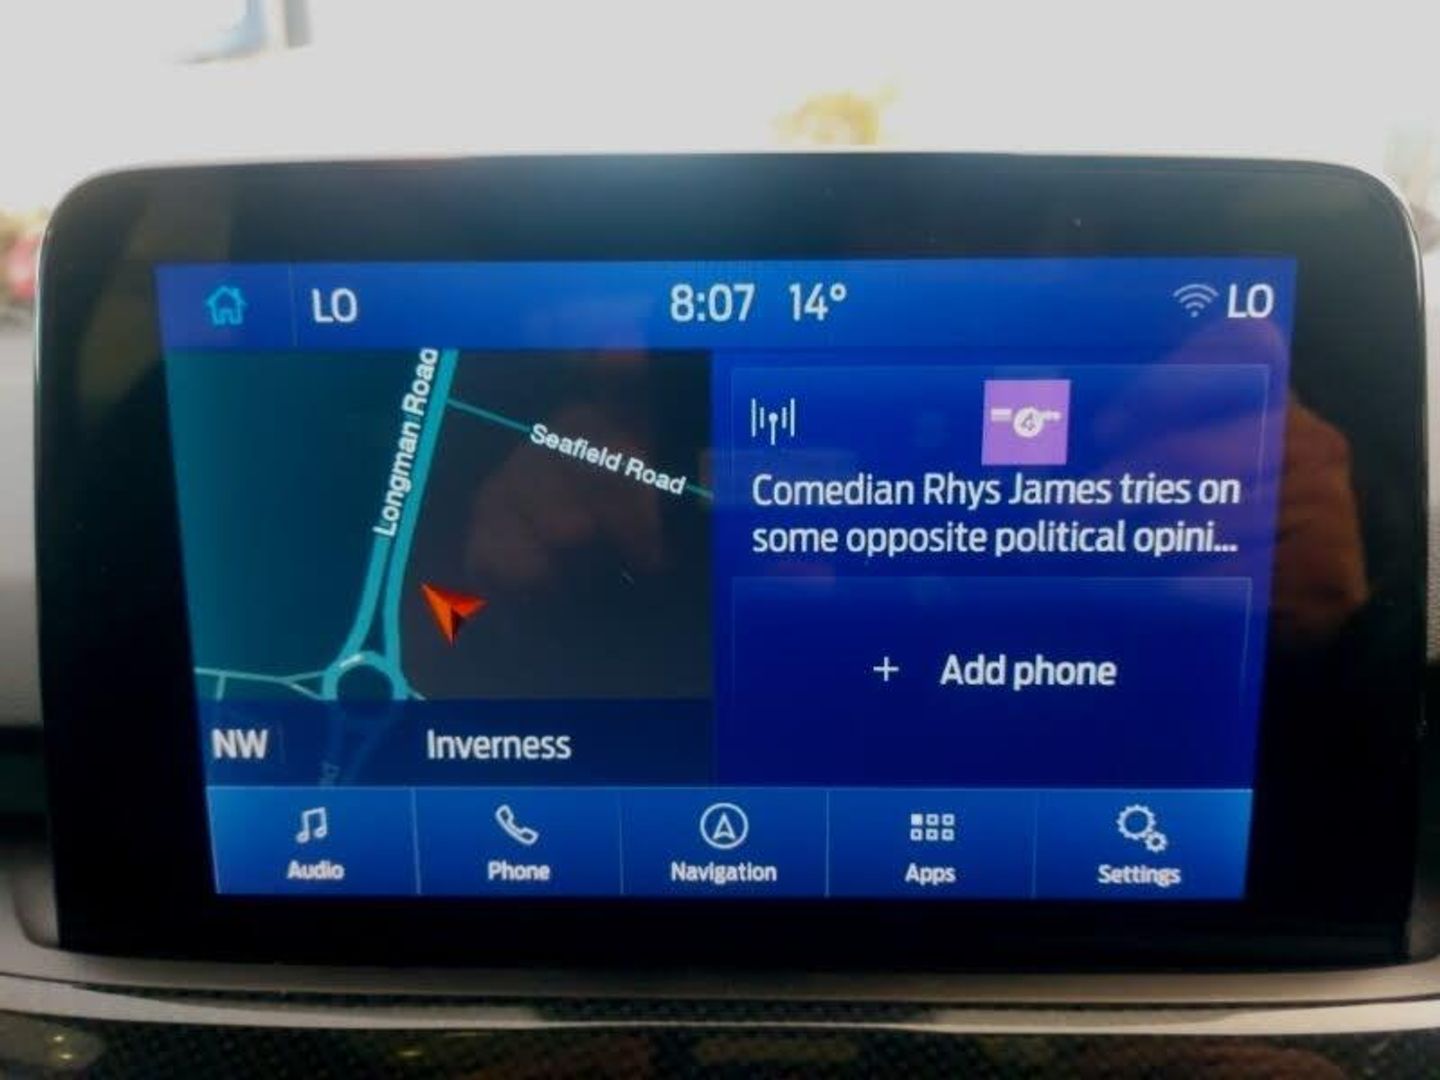 LO
8:07 14°
LO
Longman Road
Seafield Road
4
Comedian Rhys James tries on
some opposite political opini...
+ Add phone
NW
Inverness
Audio
Phone
Navigation
Apps
Settings